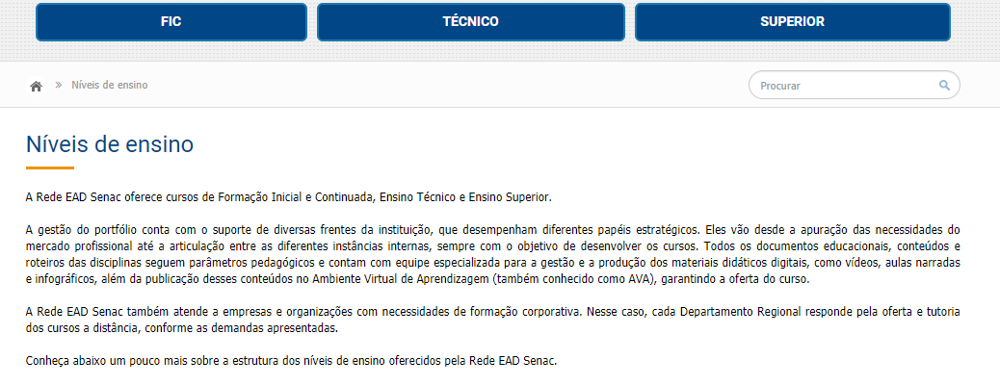 FIC
TÉCNICO
SUPERIOR
Níveis de ensino
Procurar
Níveis de ensino
A Rede EAD Senac oferece cursos de Formação Inicial e Continuada, Ensino Técnico e Ensino Superior.
A gestão do portfólio conta com o suporte de diversas frentes da instituição, que desempenham diferentes papéis estratégicos. Eles vão desde a apuração das necessidades do
mercado profissional até a articulação entre as diferentes instâncias internas, sempre com o objetivo de desenvolver os cursos. Todos os documentos educacionais, conteúdos e
roteiros das disciplinas seguem parâmetros pedagógicos e contam com equipe especializada para a gestão e a produção dos materiais didáticos digitais, como vídeos, aulas narradas
e infográficos, além da publicação desses conteúdos no Ambiente Virtual de Aprendizagem (também conhecido como AVA), garantindo a oferta do curso.
A Rede EAD Senac também atende a empresas e organizações com necessidades de formação corporativa. Nesse caso, cada Departamento Regional responde pela oferta e tutoria
dos cursos a distância, conforme as demandas apresentadas.
Conheça abaixo um pouco mais sobre a estrutura dos níveis de ensino oferecidos pela Rede EAD Senac.